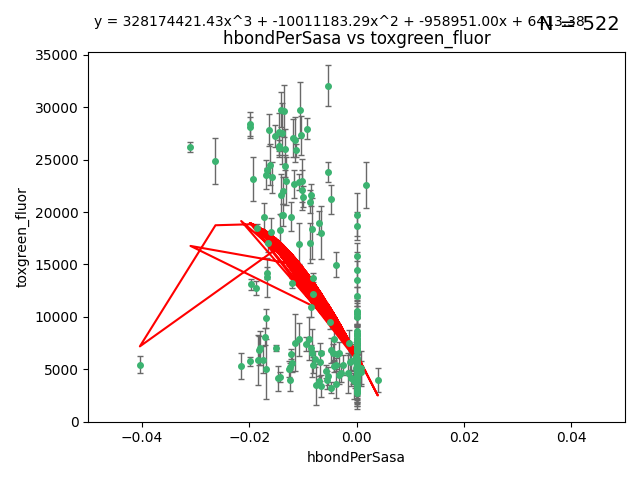 y = 328174421.43x^3 + -10011183.29x^2 + -958951.00x +
N = 522
hbondPerSasa vs toxgreen_fluor
35000
30000
25000
20000
15000
10000
5000
0
toxgreen_fluor
−0.04
−0.02
0.00
0.02
0.04
hbondPerSasa